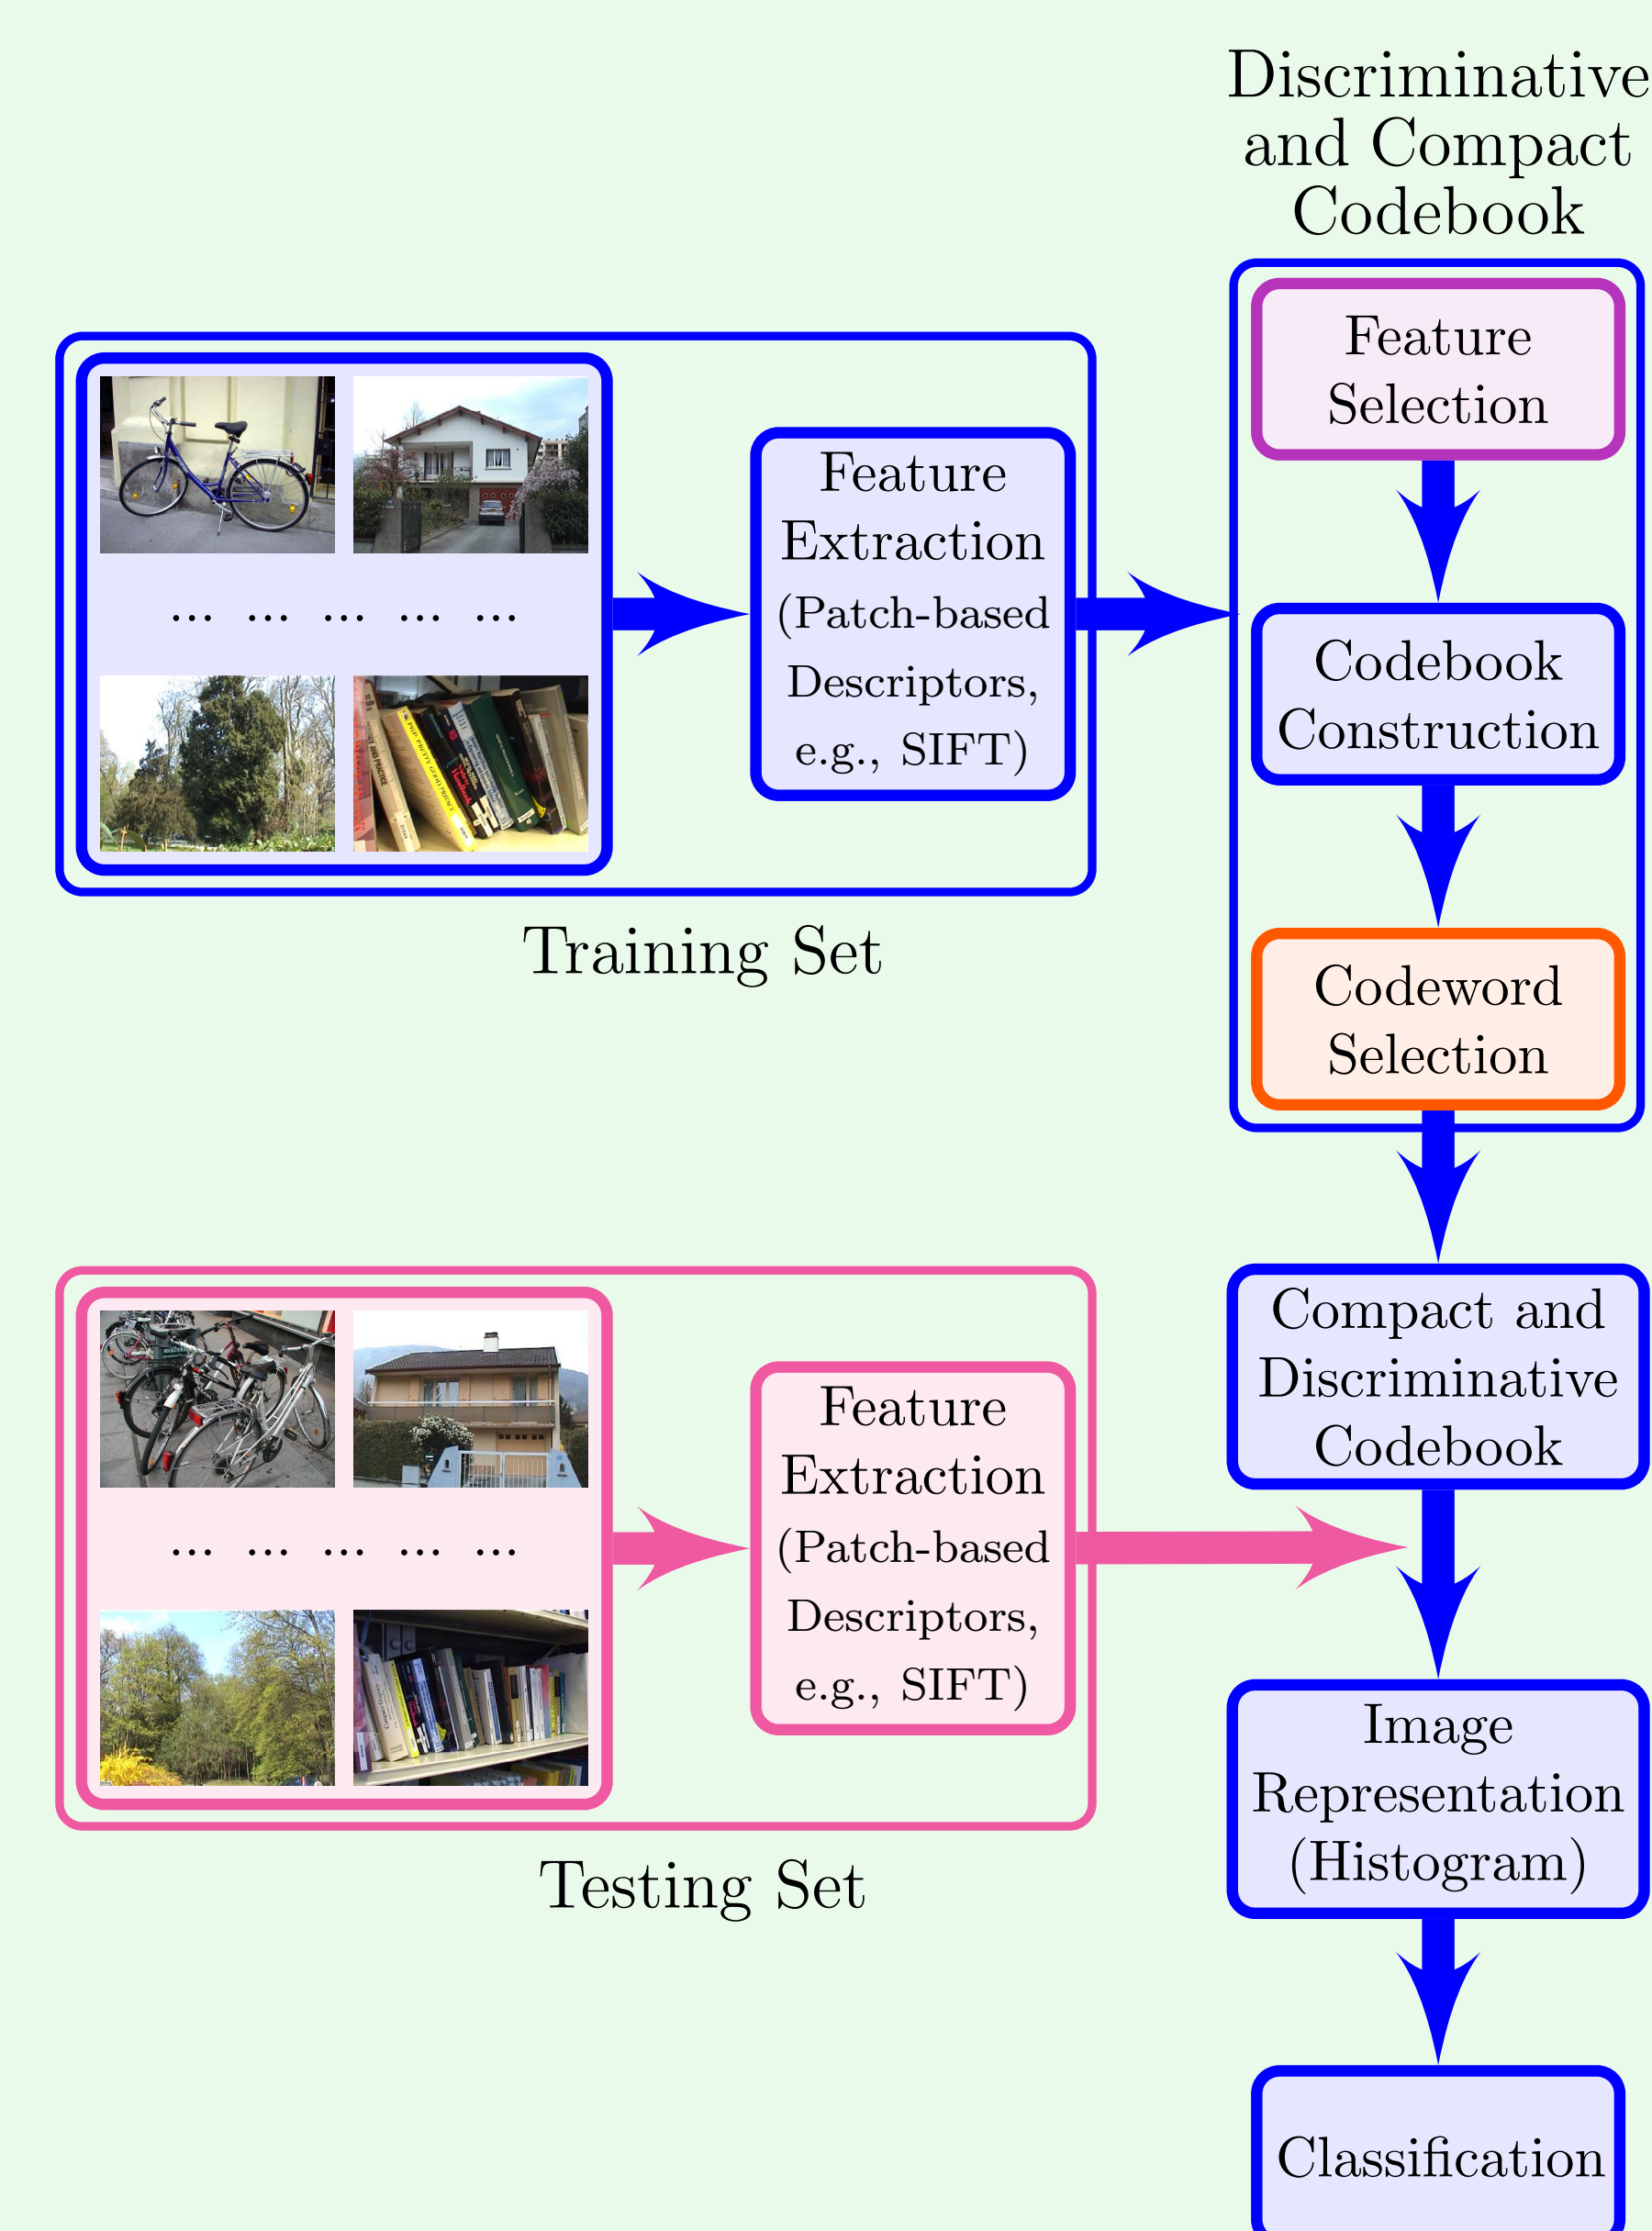 Discriminative
and Compact
Codebook
Feature
Selection
Feature
Extraction
(Patch-based
Descriptors,
e.g., SIFT)
... ... ... ... ...
Codebook
Construction
Training Set
Codeword
Selection
Compact and
Discriminative
Codebook
Feature
Extraction
(Patch-based
Descriptors,
e.g., SIFT)
... ... ... ... ...
Testing Set
Image
Representation
(Histogram)
Classification